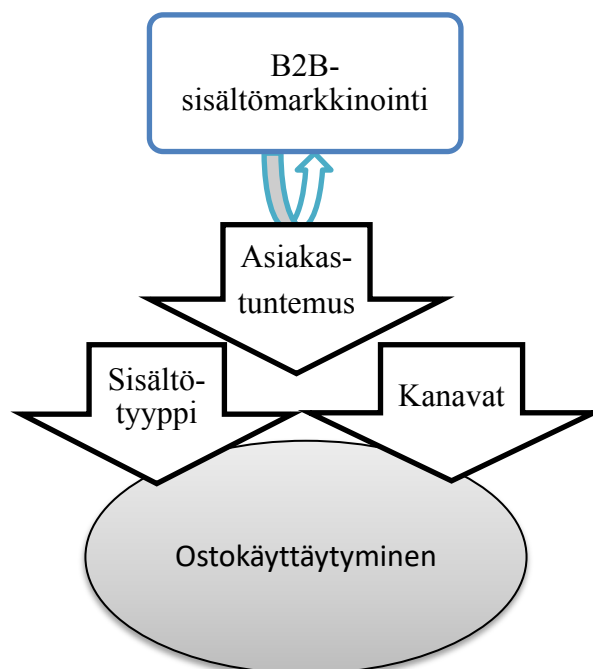 B2B-
sisältömarkkinointi
Asiakas-
tuntemus
Sisältö-
tyyppi
Kanavat
Ostokäyttäytyminen